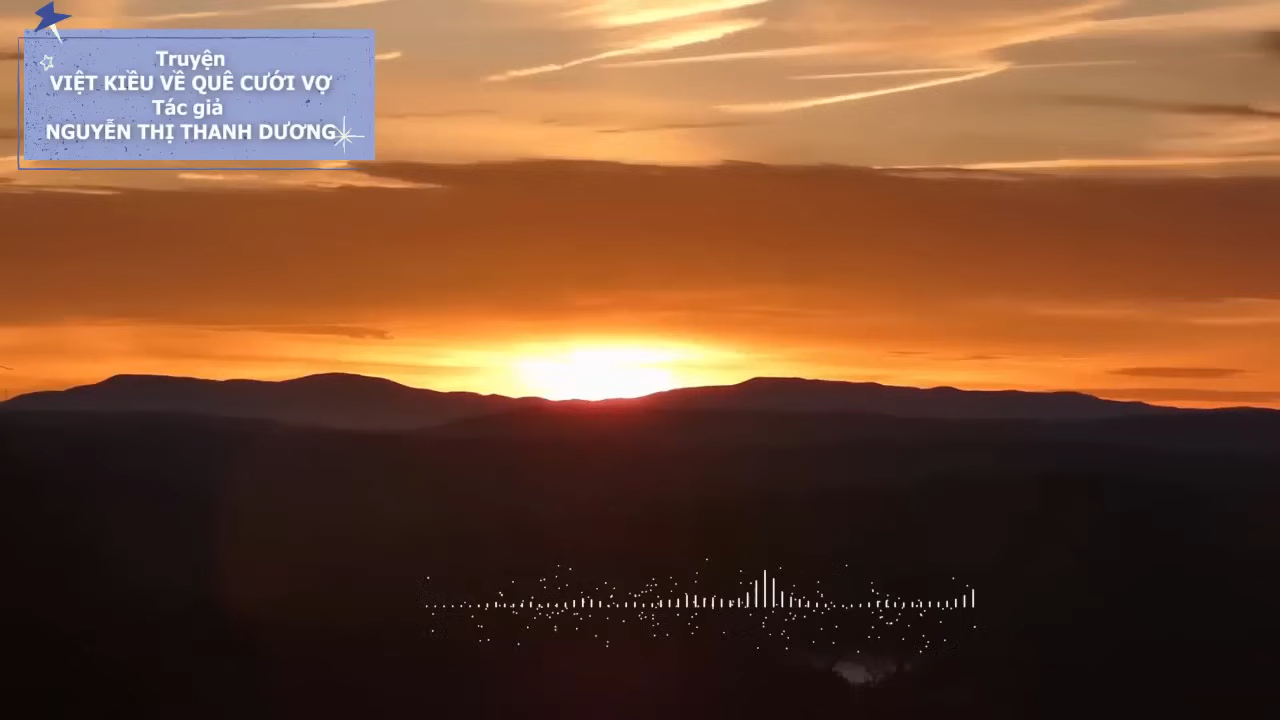 Truyện
VIỆT KIỀU VỀ QUÊ CƯỚI VỢ
Tác giả
NGUYỄN THỊ THANH DƯƠNG